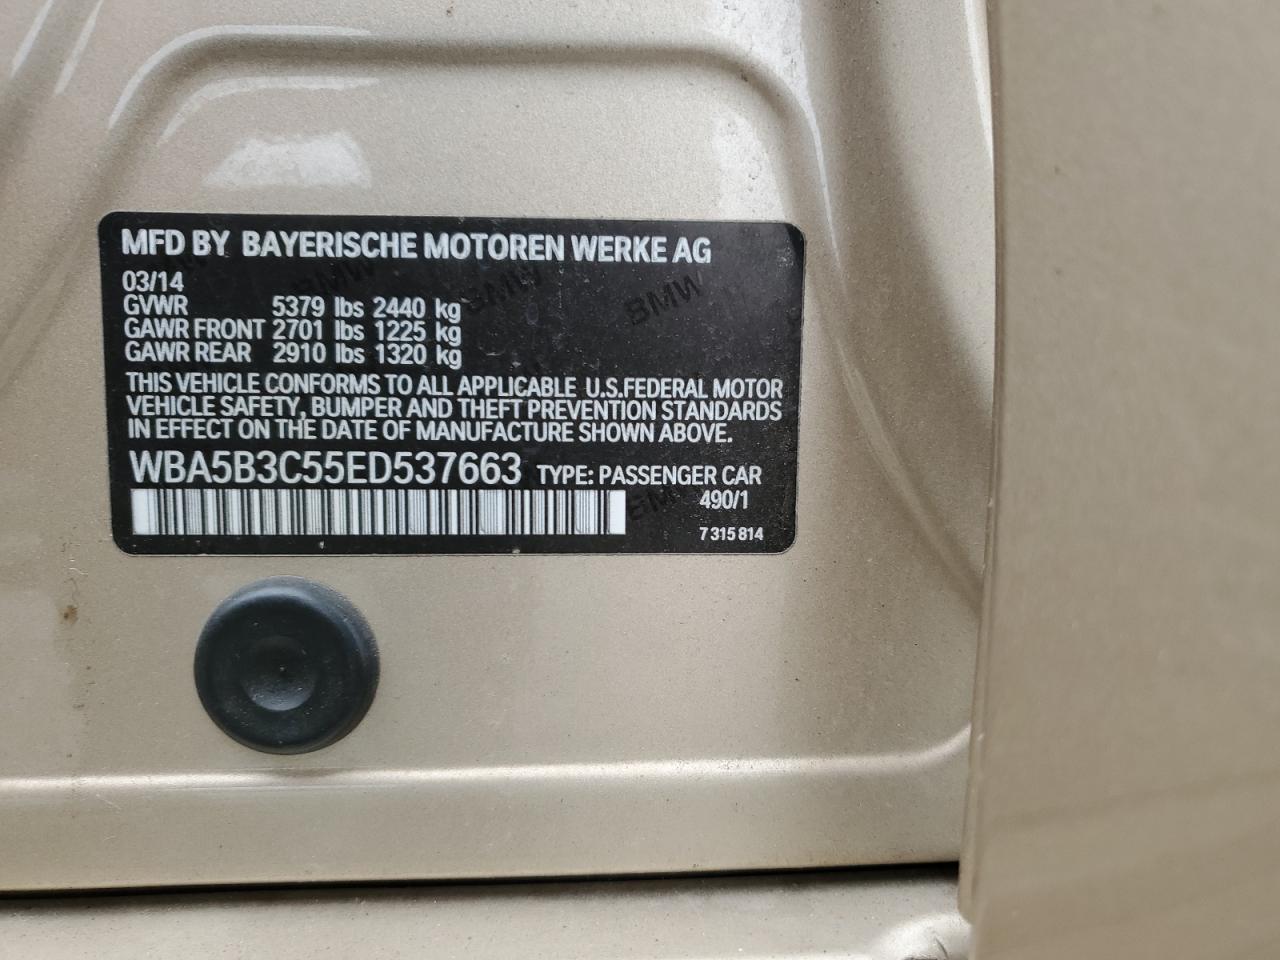 MFD BY BAYERISCHE MOTOREN WERKE AG
03/14
GVWR 5379 lbs 2440 kg
GAWR FRONT 2701 lbs 1225 kg
GAWR REAR 2910 lbs 1320 kg
THIS VEHICLE CONFORMS TO ALL APPLICABLE U.S.FEDERAL MOTOR
VEHICLE SAFETY, BUMPER AND THEFT PREVENTION STANDARDS
IN EFFECT ON THE DATE OF MANUFACTURE SHOWN ABOVE.
WBA5B3C55ED537663 TYPE: PASSENGER CAR
490/1
7 315 814
BMW
BMW
BMW
BMW